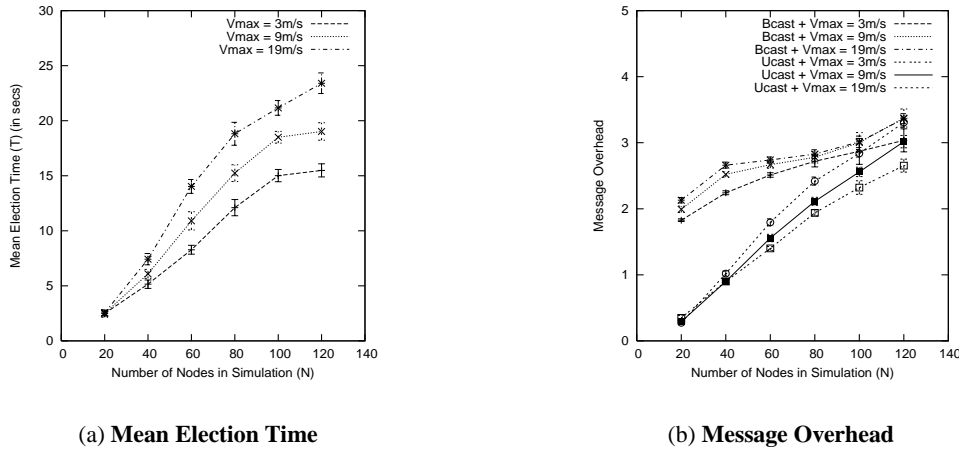 30
25
20
15
10
5
0
0 20 40 60 80 100 120 140
Mean Election Time (T) (in secs)
Number of Nodes in Simulation (N)
Vmax = 3m/s
Vmax = 9m/s
Vmax = 19m/s
(a) Mean Election Time
5
4
3
2
1
0
0 20 40 60 80 100 120 140
Message Overhead
Number of Nodes in Simulation (N)
Bcast + Vmax = 3m/s
Bcast + Vmax = 9m/s
Bcast + Vmax = 19m/s
Ucast + Vmax = 3m/s
Ucast + Vmax = 9m/s
Ucast + Vmax = 19m/s
(b) Message Overhead